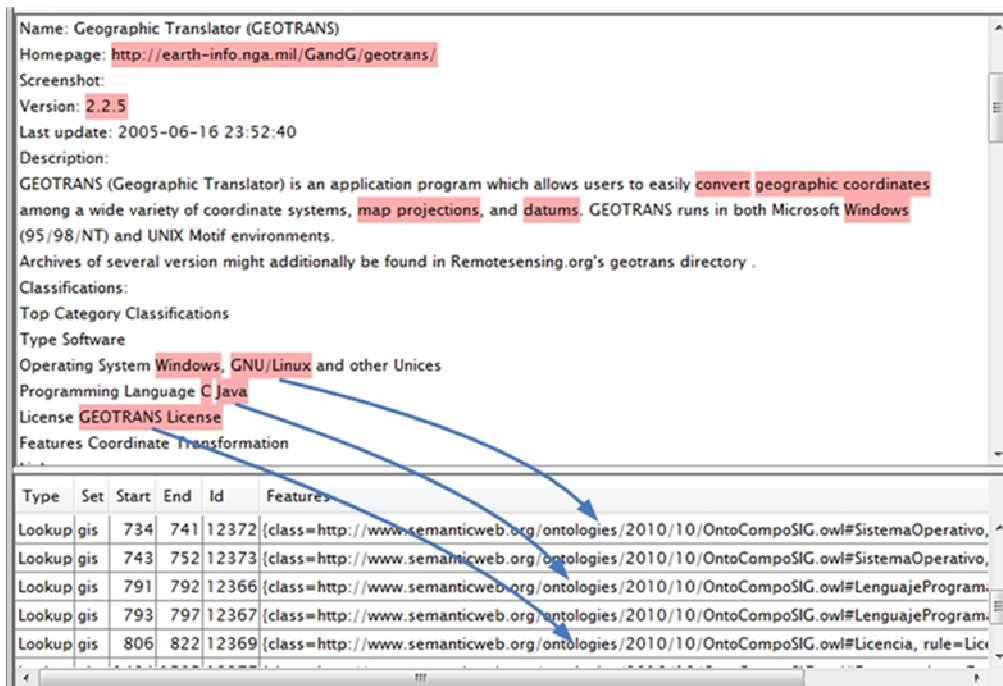 Name: Geographic Translator (GEOTRANS)
Homepage: http://earth-info.nga.mil/GandG/geotrans/
Screenshot:
Version: 2.2.5
Last update: 2005-06-16 23:52:40
Description:
GEOTRANS (Geographic Translator) is an application program which allows users to easily convert geographic coordinates
among a wide variety of coordinate systems, map projections, and datums. GEOTRANS runs in both Microsoft Windows
(95/98/NT) and UNIX Motif environments.
Archives of several version might additionally be found in Remotesensing.org's geotrans directory .
Classifications:
Top Category Classifications
Type Software
Operating System Windows, GNU/Linux and other Unices
Programming Language C Java
License GEOTRANS License
Features Coordinate Transformation
Type Set Start End Id Features
Lookup gis 734 741 12372 {class=http://www.semanticweb.org/ontologies/2010/10/OntoCompoSIG.owl#SistemaOperativo,
Lookup gis 743 752 12373 {class=http://www.semanticweb.org/ontologies/2010/10/OntoCompoSIG.owl#SistemaOperativo,
Lookup gis 791 792 12366 {class=http://www.semanticweb.org/ontologies/2010/10/OntoCompoSIG.owl#LenguajeProgram
Lookup gis 793 797 12367 {class=http://www.semanticweb.org/ontologies/2010/10/OntoCompoSIG.owl#LenguajeProgram
Lookup gis 806 822 12369 {class=http://www.semanticweb.org/ontologies/2010/10/OntoCompoSIG.owl#Licencia, rule=Lice